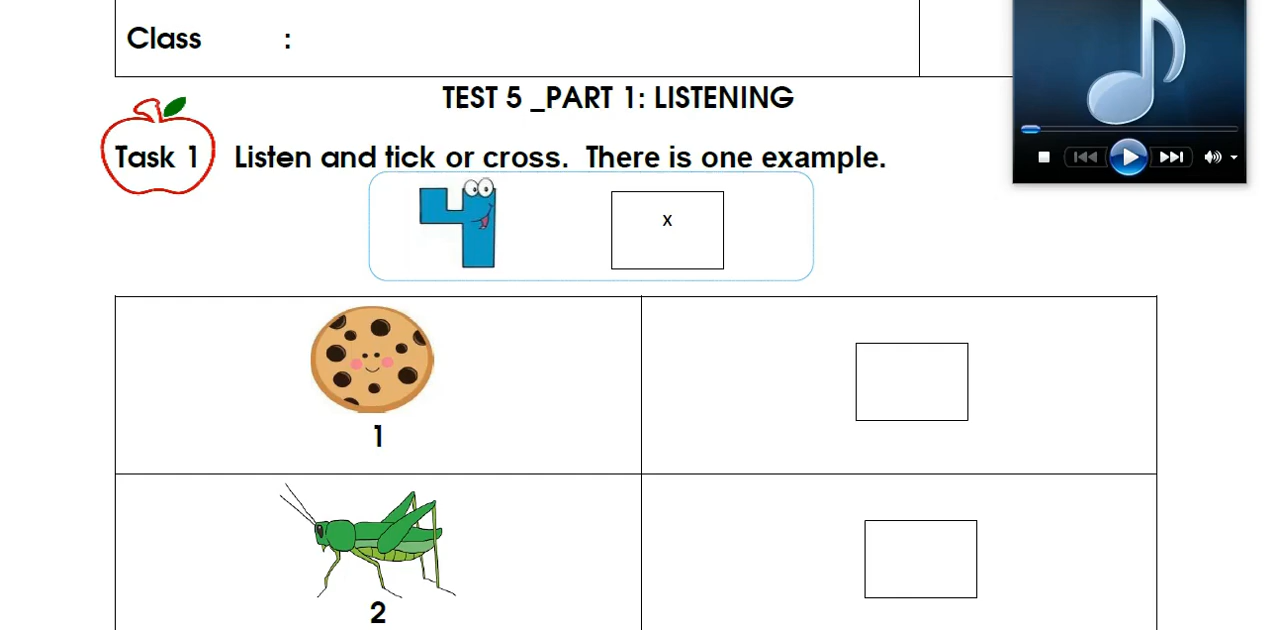 Class :
TEST 5 _PART 1: LISTENING
Task 1 Listen and tick or cross. There is one example.
4 x
1
2